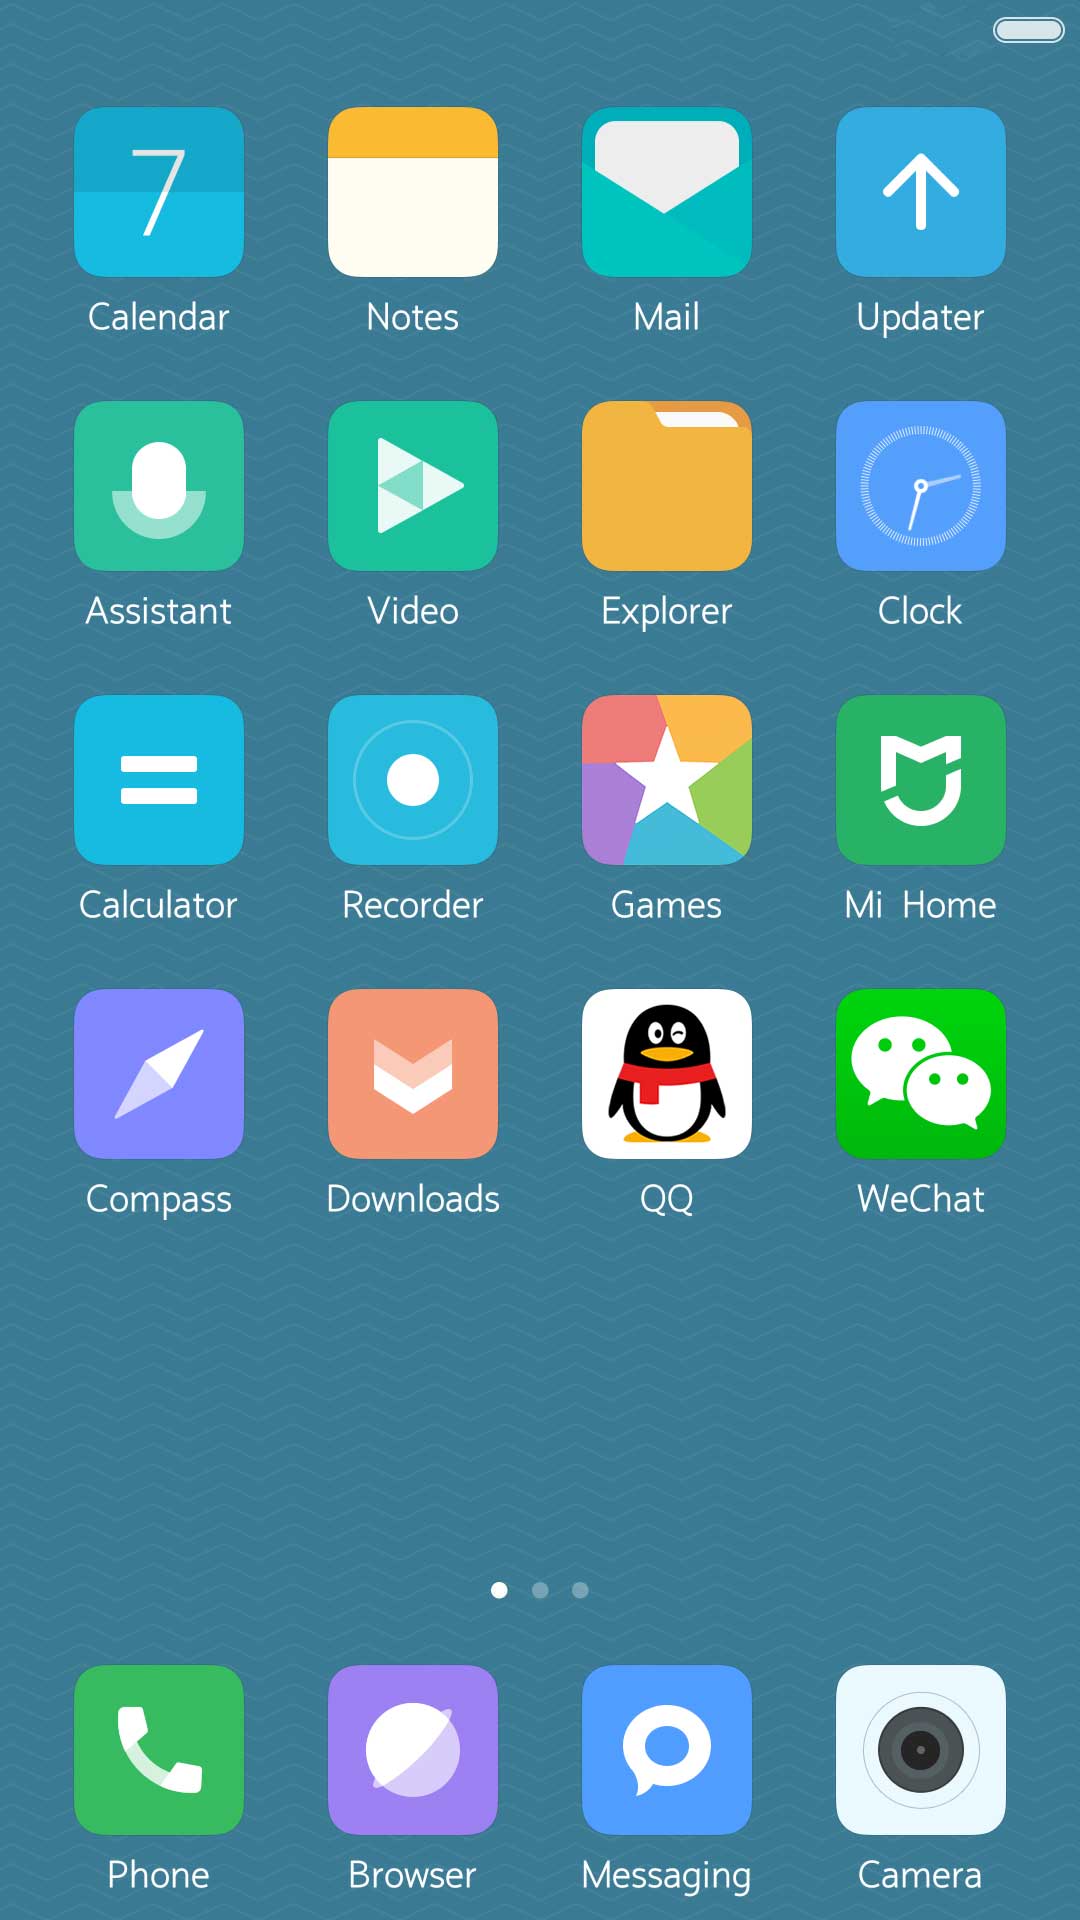 7
Calendar Notes Mail Updater
Assistant Video Explorer Clock
Calculator Recorder Games Mi Home
Compass Downloads QQ WeChat
Phone Browser Messaging Camera